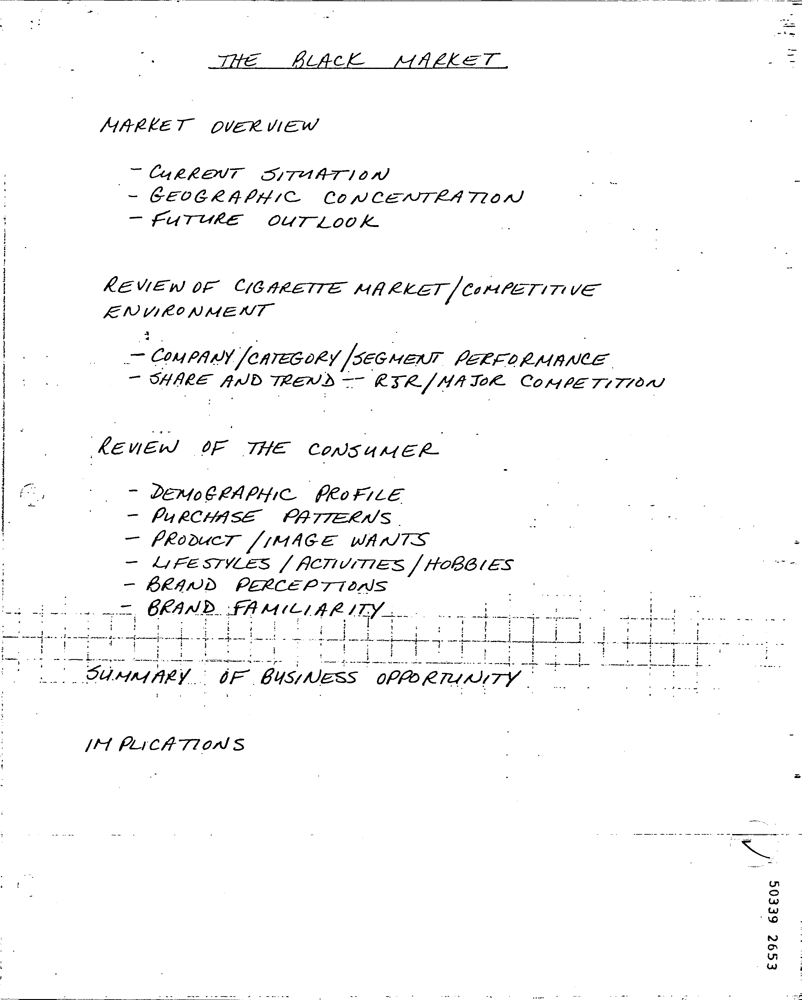 THE BLACK MARKET
MARKET OVERVIEW
- CURRENT SITUATION
- GEOGRAPHIC CONCENTRATION
- FUTURE OUTLOOK
REVIEW OF CIGARETTE MARKET/COMPETITIVE
ENVIRONMENT
- COMPANY/CATEGORY/SEGMENT PERFORMANCE
- SHARE AND TREND -- RJR/MAJOR COMPETITION
REVIEW OF THE CONSUMER
- DEMOGRAPHIC PROFILE
- PURCHASE PATTERNS
- PRODUCT/IMAGE WANTS
- LIFESTYLES/ACTIVITIES/HOBBIES
- BRAND PERCEPTIONS
- BRAND FAMILIARITY
SUMMARY OF BUSINESS OPPORTUNITY
IMPLICATIONS
50339 2653